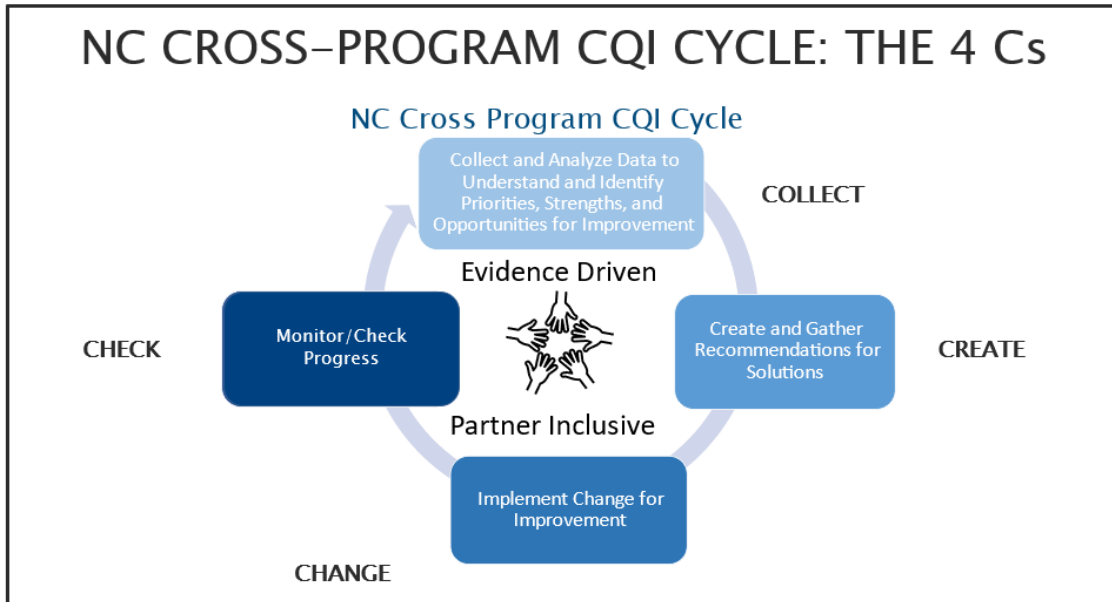 NC CROSS–PROGRAM CQI CYCLE: THE 4 Cs
NC Cross Program CQI Cycle
Collect and Analyze Data to
Understand and Identify
Priorities, Strengths, and
Opportunities for Improvement
COLLECT
Evidence Driven
Create and Gather
Recommendations for
Solutions
CREATE
Partner Inclusive
Implement Change for
Improvement
CHANGE
Monitor/Check
Progress
CHECK